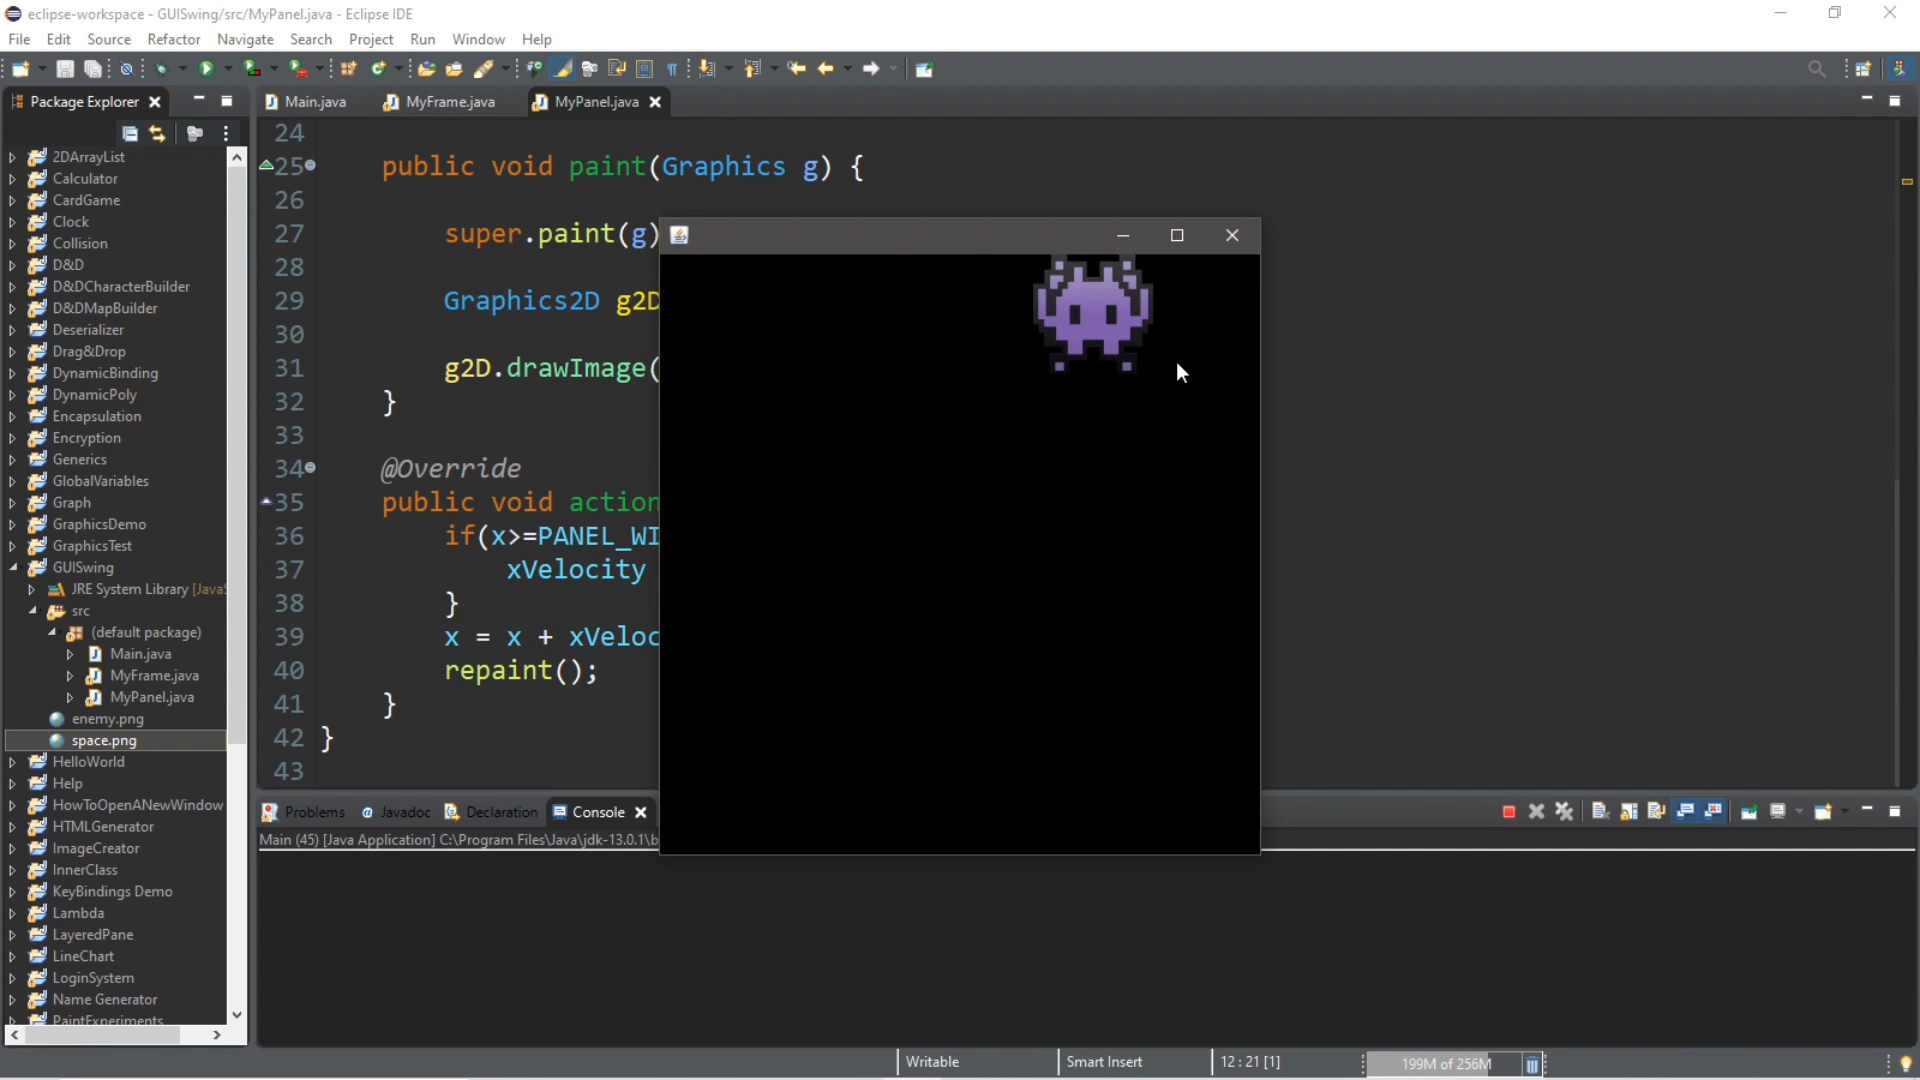 eclipse-workspace - GUISwing/src/MyPanel.java - Eclipse IDE
File Edit Source Refactor Navigate Search Project Run Window Help
Package Explorer
Main.java MyFrame.java MyPanel.java
2DArrayList
Calculator
CardGame
Clock
Collision
D&D
D&DCharacterBuilder
D&DMapBuilder
Deserializer
Drag&Drop
DynamicBinding
DynamicPoly
Encapsulation
Encryption
Generics
GlobalVariables
Graph
GraphicsDemo
GraphicsTest
GUISwing
JRE System Library [JavaS
src
(default package)
Main.java
MyFrame.java
MyPanel.java
enemy.png
space.png
HelloWorld
Help
HowToOpenANewWindow
HTMLGenerator
ImageCreator
InnerClass
KeyBindings Demo
Lambda
LayeredPane
LineChart
LoginSystem
Name Generator
PaintExperiments
24
25 public void paint(Graphics g) {
26
27 super.paint(g)
28
29 Graphics2D g2D
30
31 g2D.drawImage(
32 }
33
34 @Override
35 public void action
36 if(x>=PANEL_WI
37 xVelocity
38 }
39 x = x + xVeloc
40 repaint();
41 }
42 }
43
Problems @ Javadoc Declaration Console
Main (45) [Java Application] C:\Program Files\Java\jdk-13.0.1\b
Writable Smart Insert 12 : 21 [1] 199M of 256M